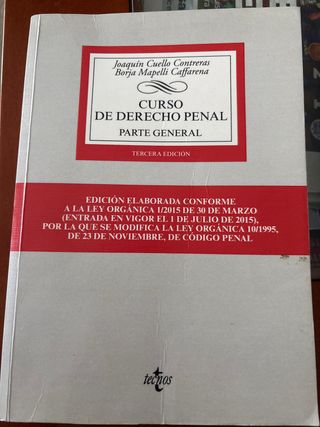 Joaquín Cuello Contreras
Borja Mapelli Caffarena
CURSO
DE DERECHO PENAL
PARTE GENERAL
TERCERA EDICIÓN
EDICIÓN ELABORADA CONFORME
A LA LEY ORGÁNICA 1/2015 DE 30 DE MARZO
(ENTRADA EN VIGOR EL 1 DE JULIO DE 2015),
POR LA QUE SE MODIFICA LA LEY ORGÁNICA 10/1995,
DE 23 DE NOVIEMBRE, DE CÓDIGO PENAL
tecnos